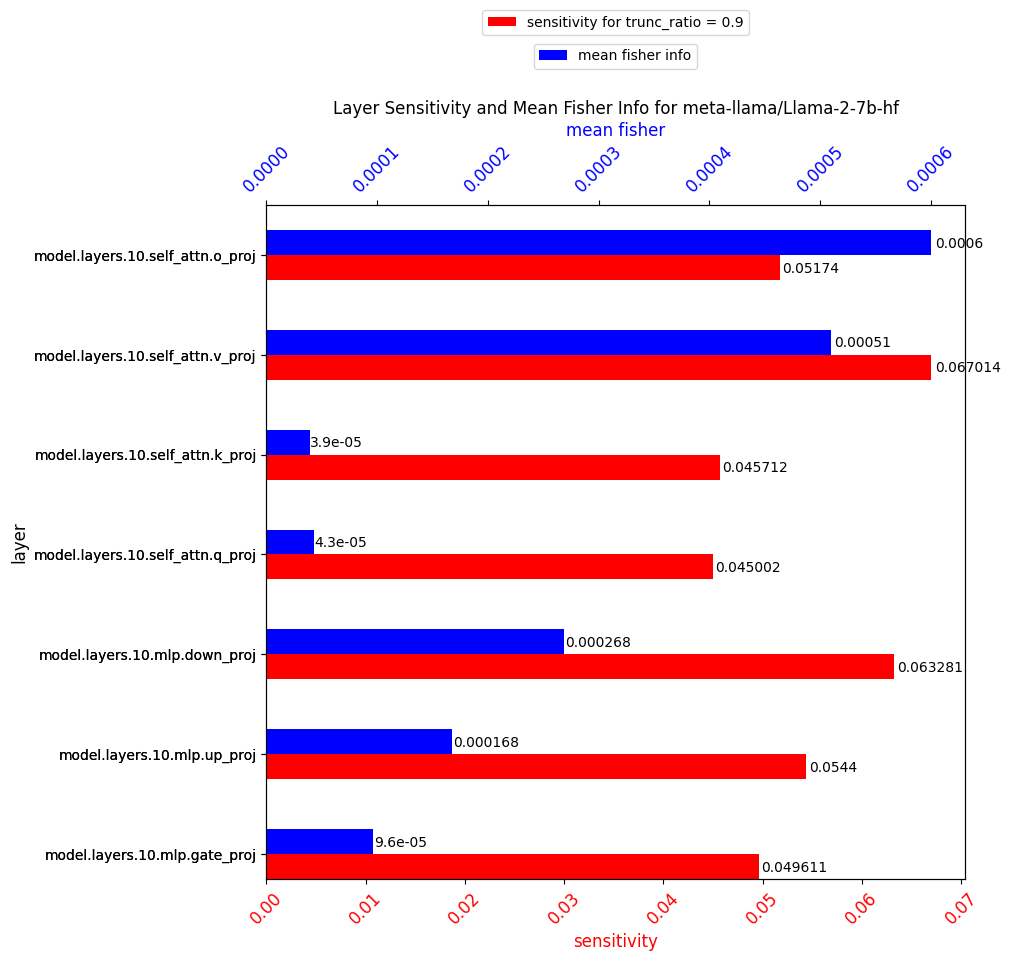 sensitivity for trunc_ratio = 0.9
mean fisher info
Layer Sensitivity and Mean Fisher Info for meta-llama/Llama-2-7b-hf
mean fisher
0.0000 0.0001 0.0002 0.0003 0.0004 0.0005 0.0006
model.layers.10.self_attn.o_proj
0.0006
0.05174
model.layers.10.self_attn.v_proj
0.00051
0.067014
model.layers.10.self_attn.k_proj
3.9e-05
0.045712
layer
model.layers.10.self_attn.q_proj
4.3e-05
0.045002
model.layers.10.mlp.down_proj
0.000268
0.063281
model.layers.10.mlp.up_proj
0.000168
0.0544
model.layers.10.mlp.gate_proj
9.6e-05
0.049611
0.00 0.01 0.02 0.03 0.04 0.05 0.06 0.07
sensitivity